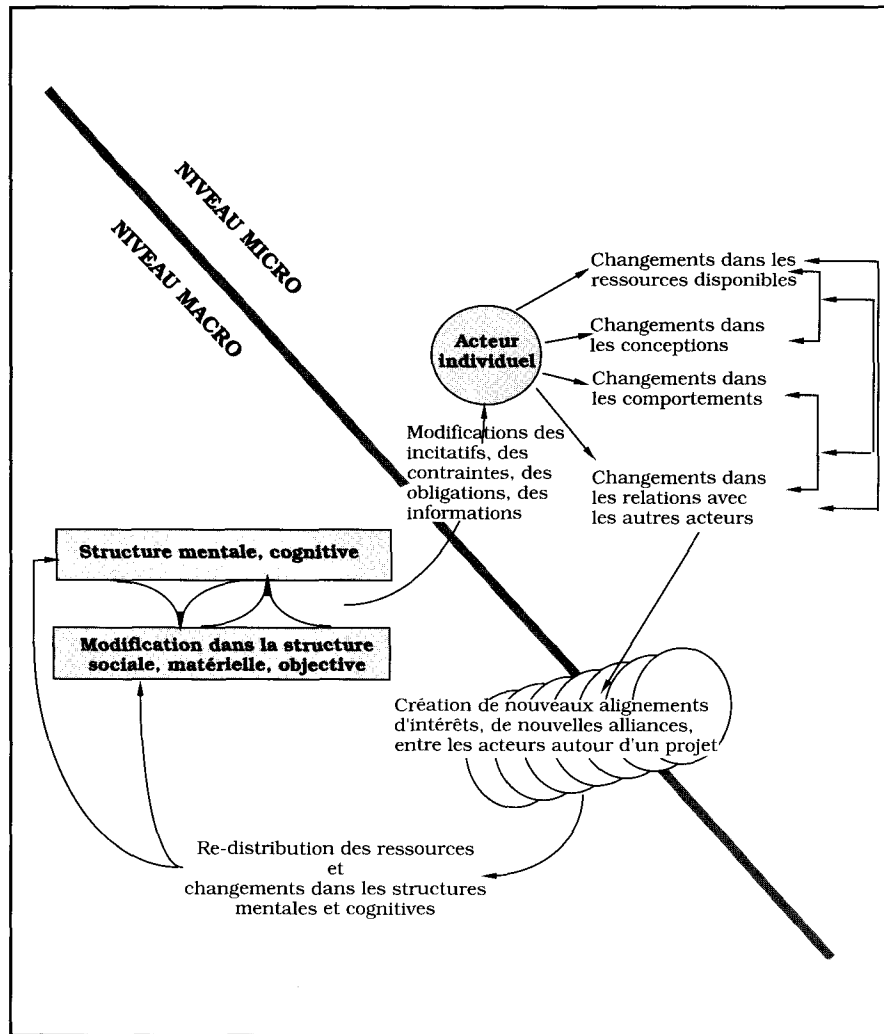 NIVEAU MICRO
NIVEAU MACRO
Changements dans les
ressources disponibles
Acteur
individuel
Changements dans
les conceptions
Changements dans
les comportements
Modifications des
incitatifs, des
contraintes, des
obligations, des
informations
Changements dans
les relations avec
les autres acteurs
Structure mentale, cognitive
Modification dans la structure
sociale, matérielle, objective
Création de nouveaux alignements
d'intérêts, de nouvelles alliances,
entre les acteurs autour d'un projet
Re-distribution des ressources
et
changements dans les structures
mentales et cognitives